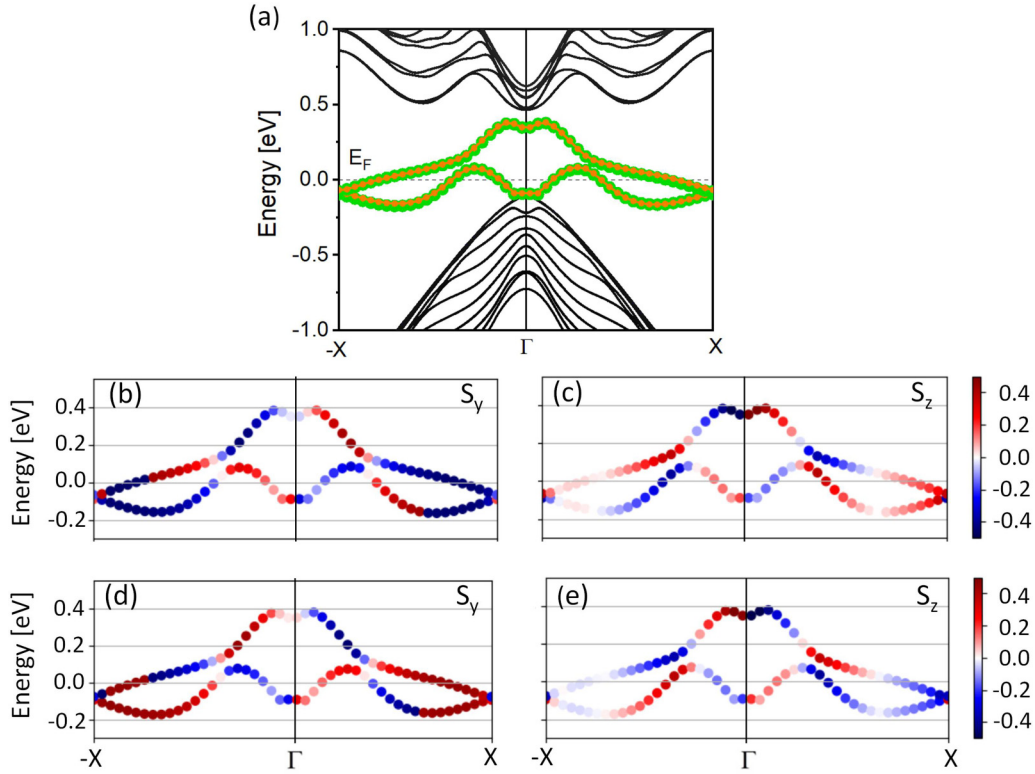 (a)
Energy [eV]
1.0
0.5
0.0
-0.5
-1.0
E_F
-X Γ X
(b) S_y
(c) S_z
Energy [eV]
0.4
0.2
0.0
-0.2
0.4
0.2
0.0
-0.2
-0.4
(d) S_y
(e) S_z
Energy [eV]
0.4
0.2
0.0
-0.2
0.4
0.2
0.0
-0.2
-0.4
-X Γ X
-X Γ X